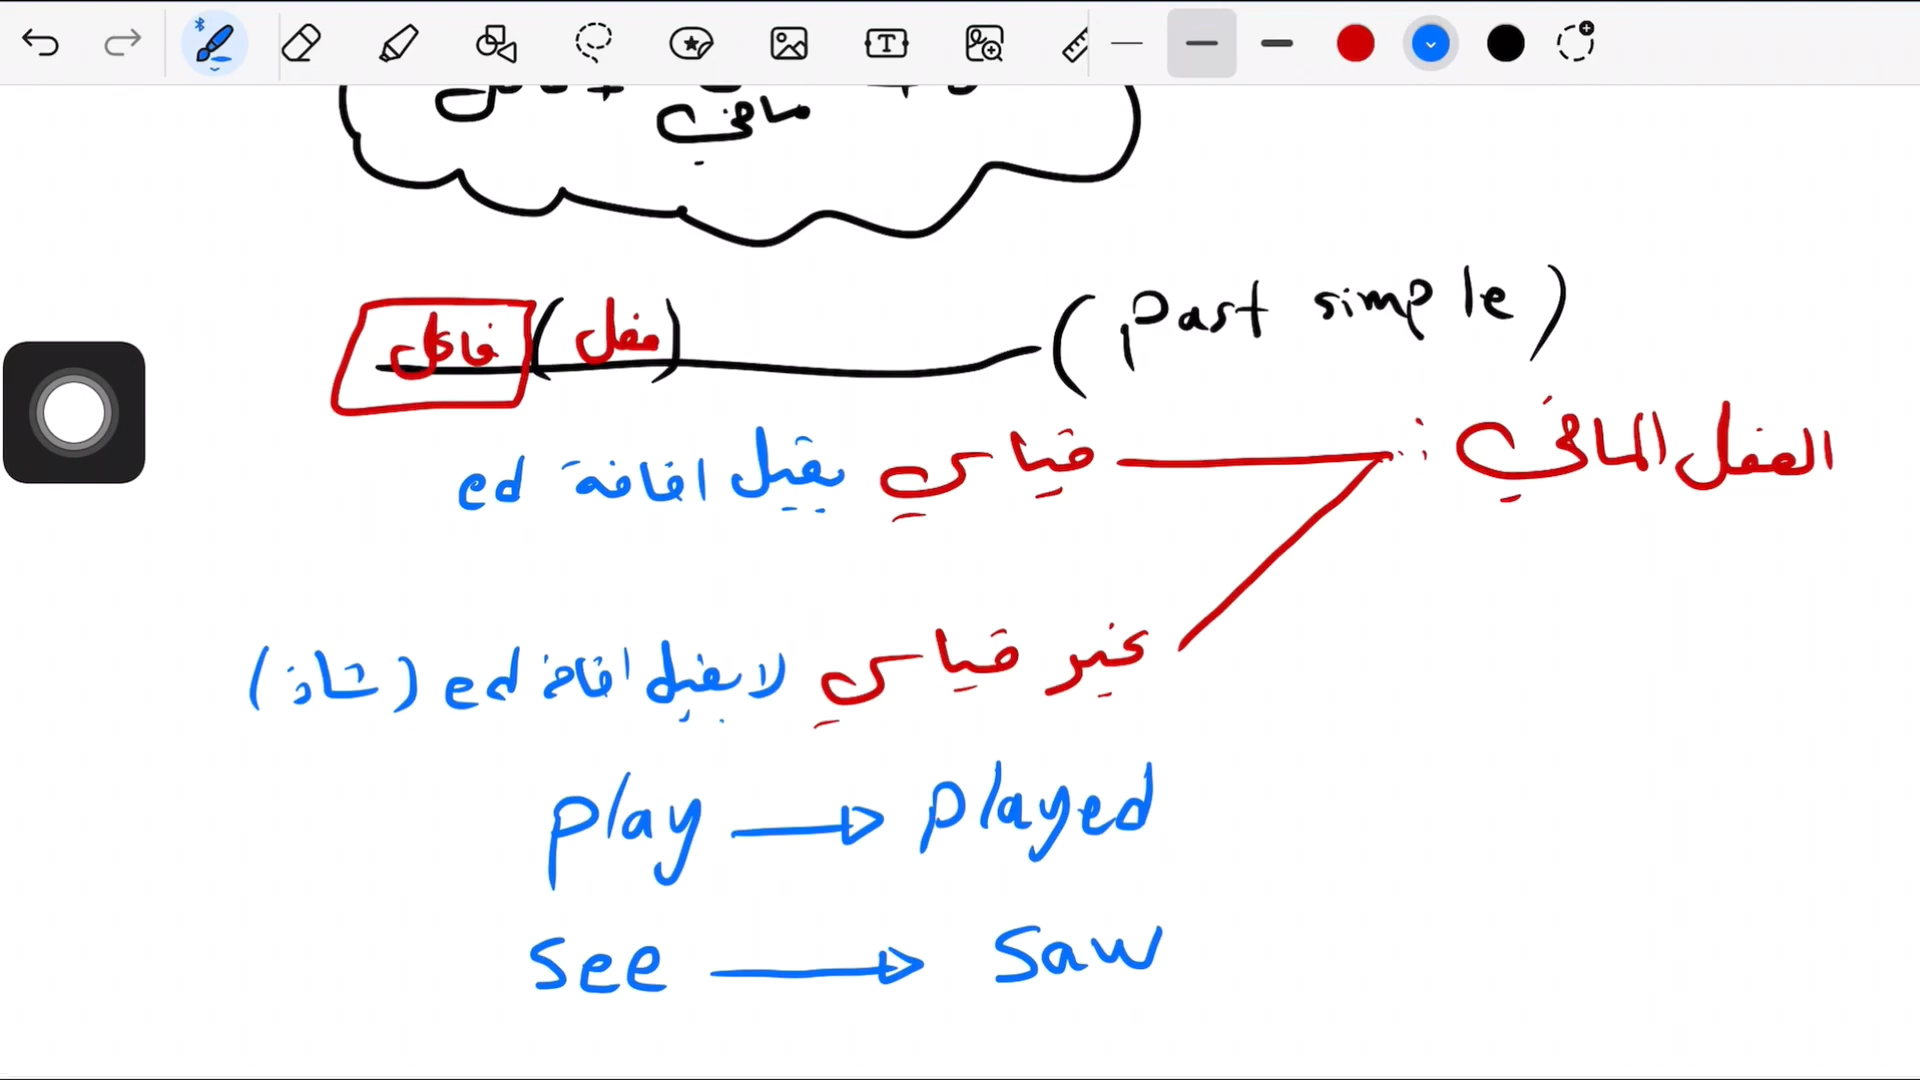 ماضي
فاعل (فعل) (Past simple)
الفعل الماضي :
قياسي يقبل اضافة ed
غير قياسي لا يقبل اضافة ed (شاذ)
play → played
see → saw